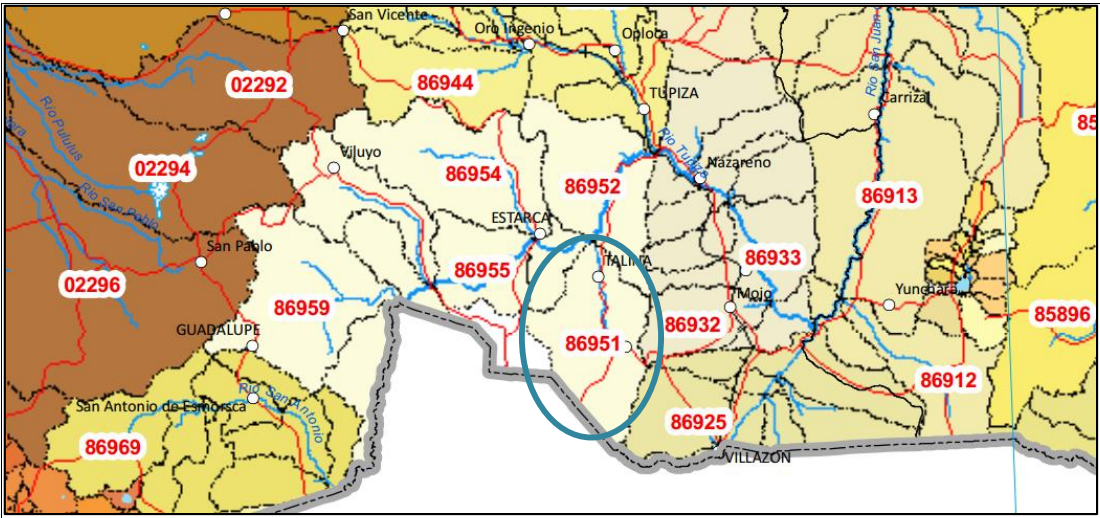 San Vicente
Oro Ingenio
Oploca
Rio San Juan
02292
86944
TUPIZA
Carrizal
85
Rio Pululus
Rio Tupiza
02294
Viluyo
86954
86952
Nazareno
86913
Rio San Pablo
ESTARCA
San Pablo
86955
TALINA
86933
02296
86959
Mojo
Yunchara
85896
GUADALUPE
86951
86932
86912
Rio San Antonio
San Antonio de Esmorsca
86925
86969
VILLAZON